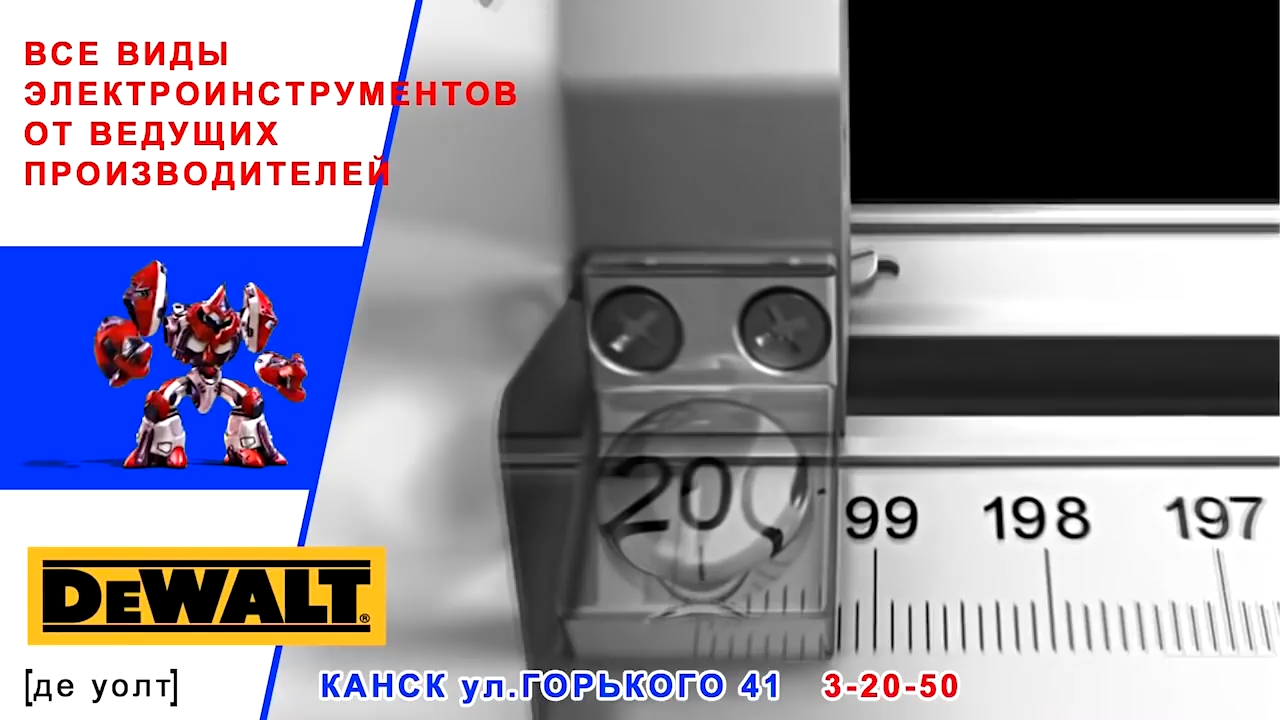 ВСЕ ВИДЫ
ЭЛЕКТРОИНСТРУМЕНТОВ
ОТ ВЕДУЩИХ
ПРОИЗВОДИТЕЛЕЙ
20
99 198 197
DEWALT®
[де уолт]
КАНСК ул.ГОРЬКОГО 41 3-20-50